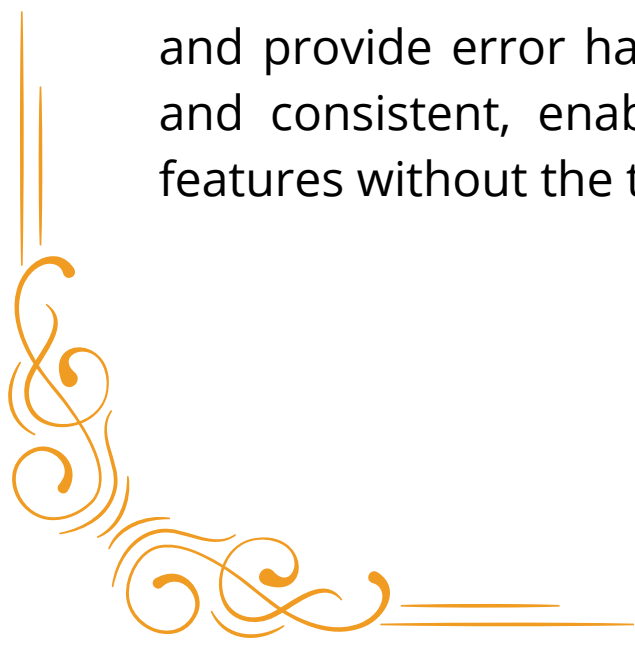 and provide error ha
and consistent, enab
features without the t